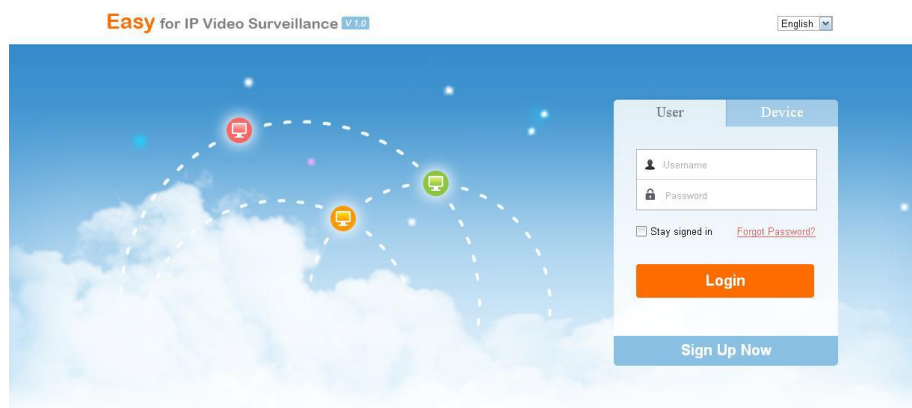 Easy for IP Video Surveillance V 1.0
English
User Device
Username
Password
Stay signed in Forgot Password?
Login
Sign Up Now